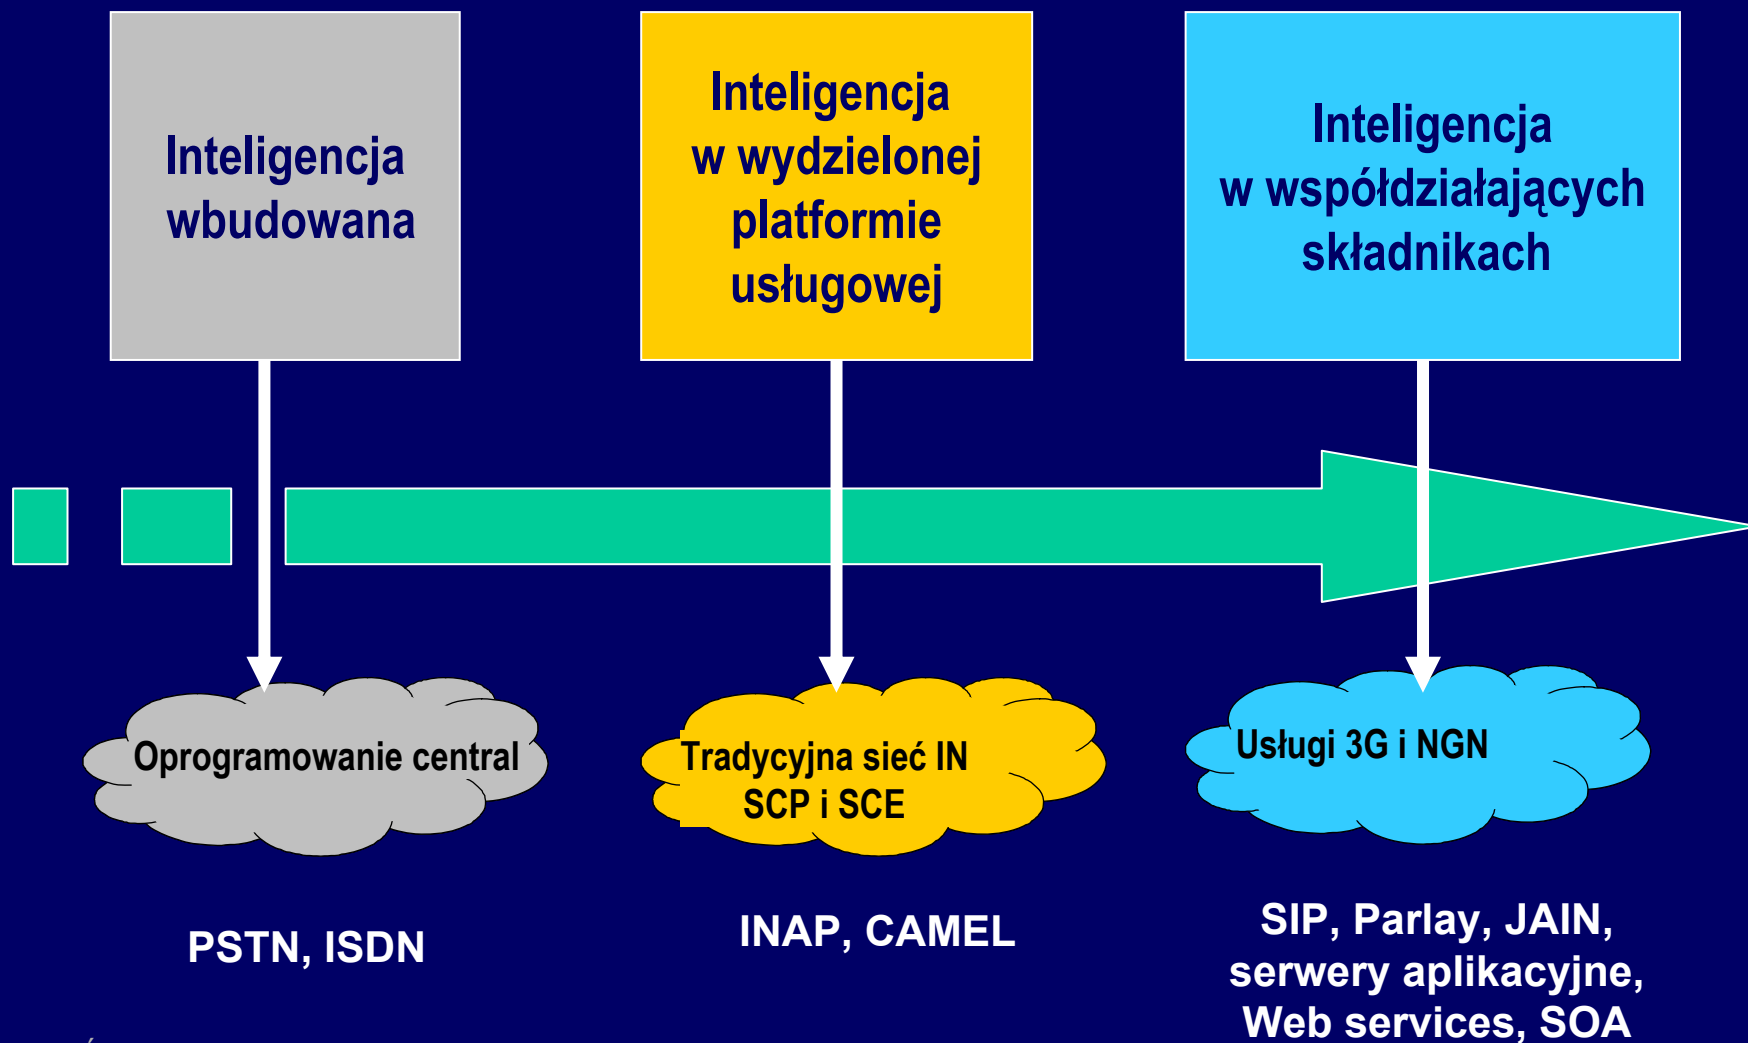 Inteligencja
wbudowana
Inteligencja
w wydzielonej
platformie
usługowej
Inteligencja
w współdziałających
składnikach
Oprogramowanie central
Tradycyjna sieć IN
SCP i SCE
Usługi 3G i NGN
PSTN, ISDN
INAP, CAMEL
SIP, Parlay, JAIN,
serwery aplikacyjne,
Web services, SOA